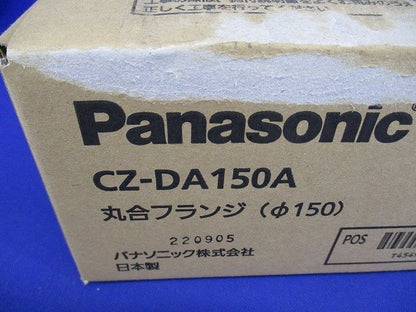 Panasonic
CZ-DA150A
丸合フランジ（φ150）
220905
パナソニック株式会社
日本製
POS